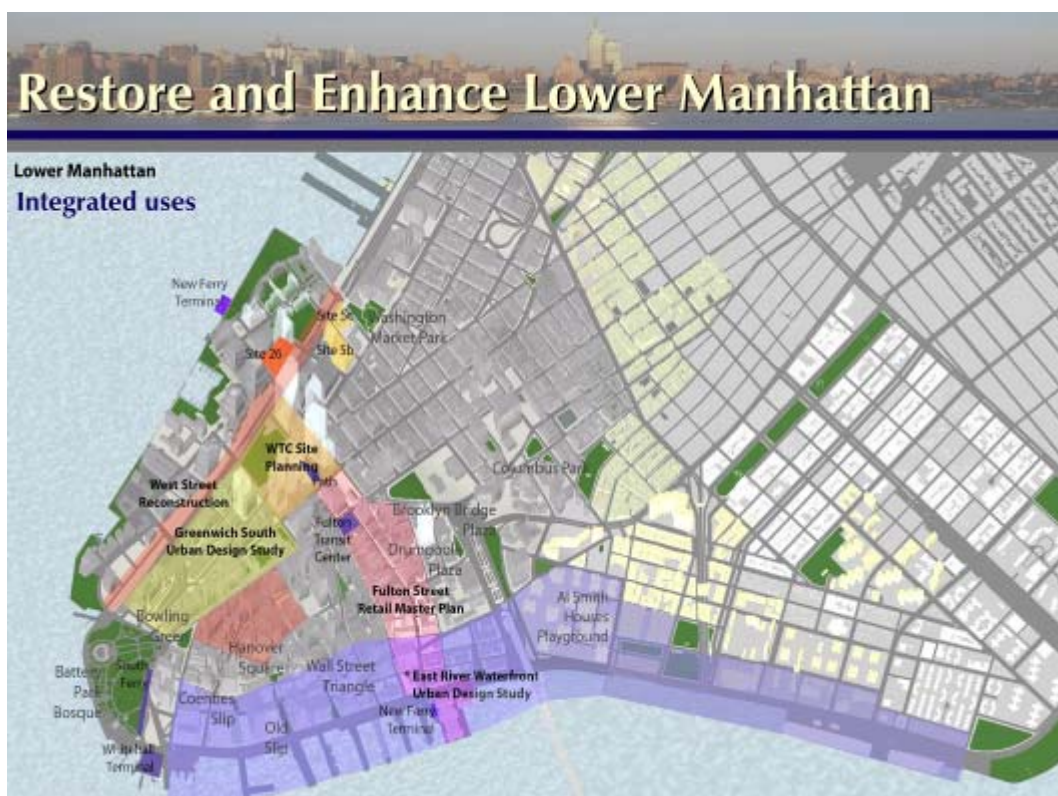 Restore and Enhance Lower Manhattan
Lower Manhattan
Integrated uses
New Ferry
Terminal
Site 5c
Washington
Market Park
Site 26
Site 5b
WTC Site
Planning
Path
Columbus Park
West Street
Reconstruction
Brooklyn Bridge
Plaza
Greenwich South
Urban Design Study
Fulton
Transit
Center
Drumgoole
Plaza
Fulton Street
Retail Master Plan
Al Smith
Houses
Playground
Bowling
Green
Hanover
Square
Wall Street
Triangle
* East River Waterfront
Urban Design Study
Battery
Park
Bosque
South
Ferry
Coenties
Slip
Old
Slip
New Ferry
Terminal
Whitehall
Terminal